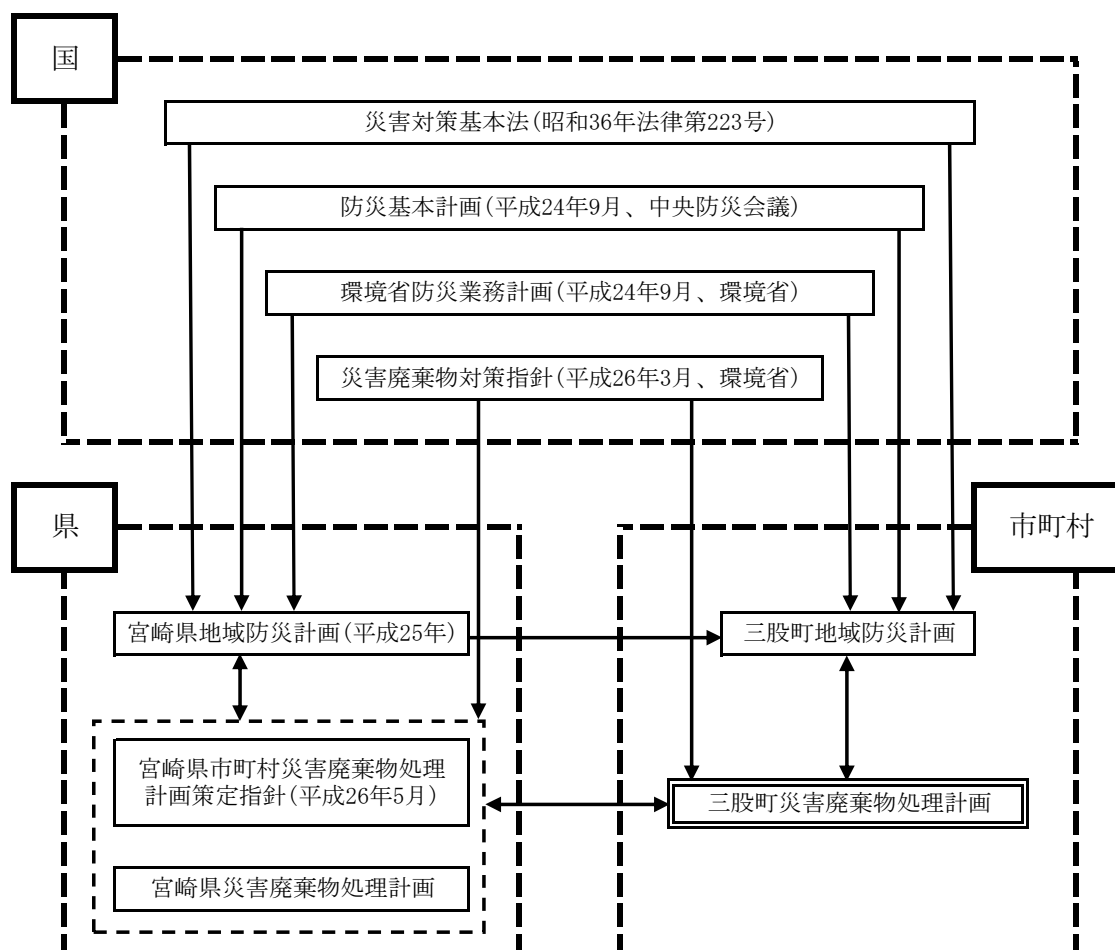 国
災害対策基本法(昭和36年法律第223号)
防災基本計画(平成24年9月、中央防災会議)
環境省防災業務計画(平成24年9月、環境省)
災害廃棄物対策指針(平成26年3月、環境省)
県
市町村
宮崎県地域防災計画(平成25年)
三股町地域防災計画
宮崎県市町村災害廃棄物処理
計画策定指針(平成26年5月)
三股町災害廃棄物処理計画
宮崎県災害廃棄物処理計画